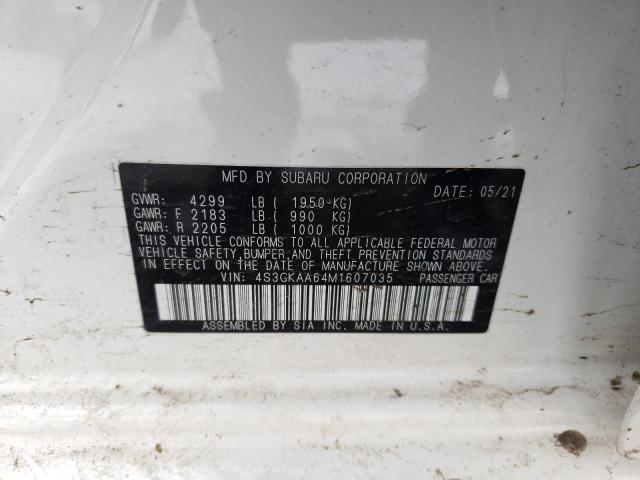 MFD BY SUBARU CORPORATION
DATE: 05/21
GVWR: 4299 LB ( 1950 KG)
GAWR: F 2183 LB ( 990 KG)
GAWR: R 2205 LB ( 1000 KG)
THIS VEHICLE CONFORMS TO ALL APPLICABLE FEDERAL MOTOR
VEHICLE SAFETY, BUMPER, AND THEFT PREVENTION STANDARDS
IN EFFECT ON THE DATE OF MANUFACTURE SHOWN ABOVE.
VIN: 4S3GKAA64M1607035 PASSENGER CAR
ASSEMBLED BY SIA INC. MADE IN U.S.A.